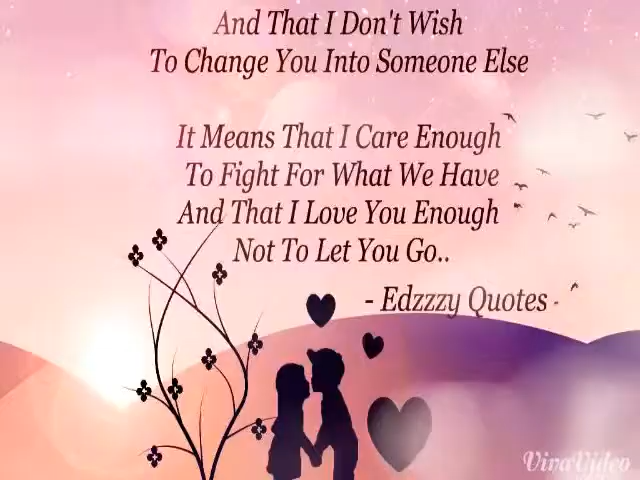 And That I Don't Wish
To Change You Into Someone Else
It Means That I Care Enough
To Fight For What We Have
And That I Love You Enough
Not To Let You Go..
- Edzzzy Quotes -
VivaVideo